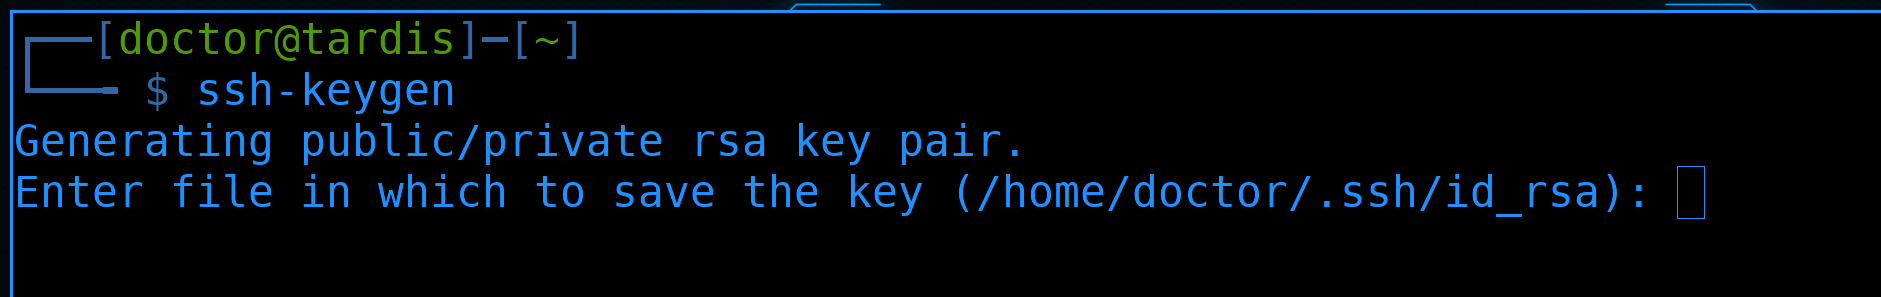 ┌──[doctor@tardis]─[~]
└─── $ ssh-keygen
Generating public/private rsa key pair.
Enter file in which to save the key (/home/doctor/.ssh/id_rsa):